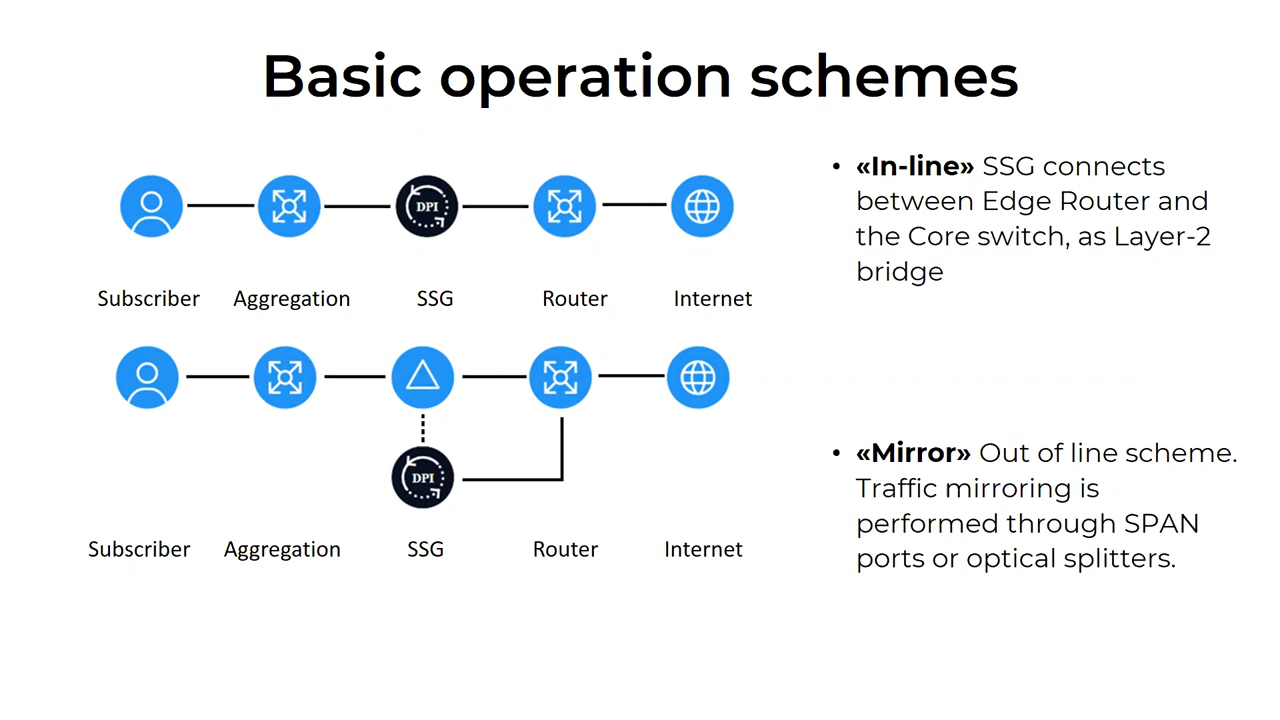 Basic operation schemes
DPI
Subscriber Aggregation SSG Router Internet
• «In-line» SSG connects
between Edge Router and
the Core switch, as Layer-2
bridge
DPI
Subscriber Aggregation SSG Router Internet
• «Mirror» Out of line scheme.
Traffic mirroring is
performed through SPAN
ports or optical splitters.